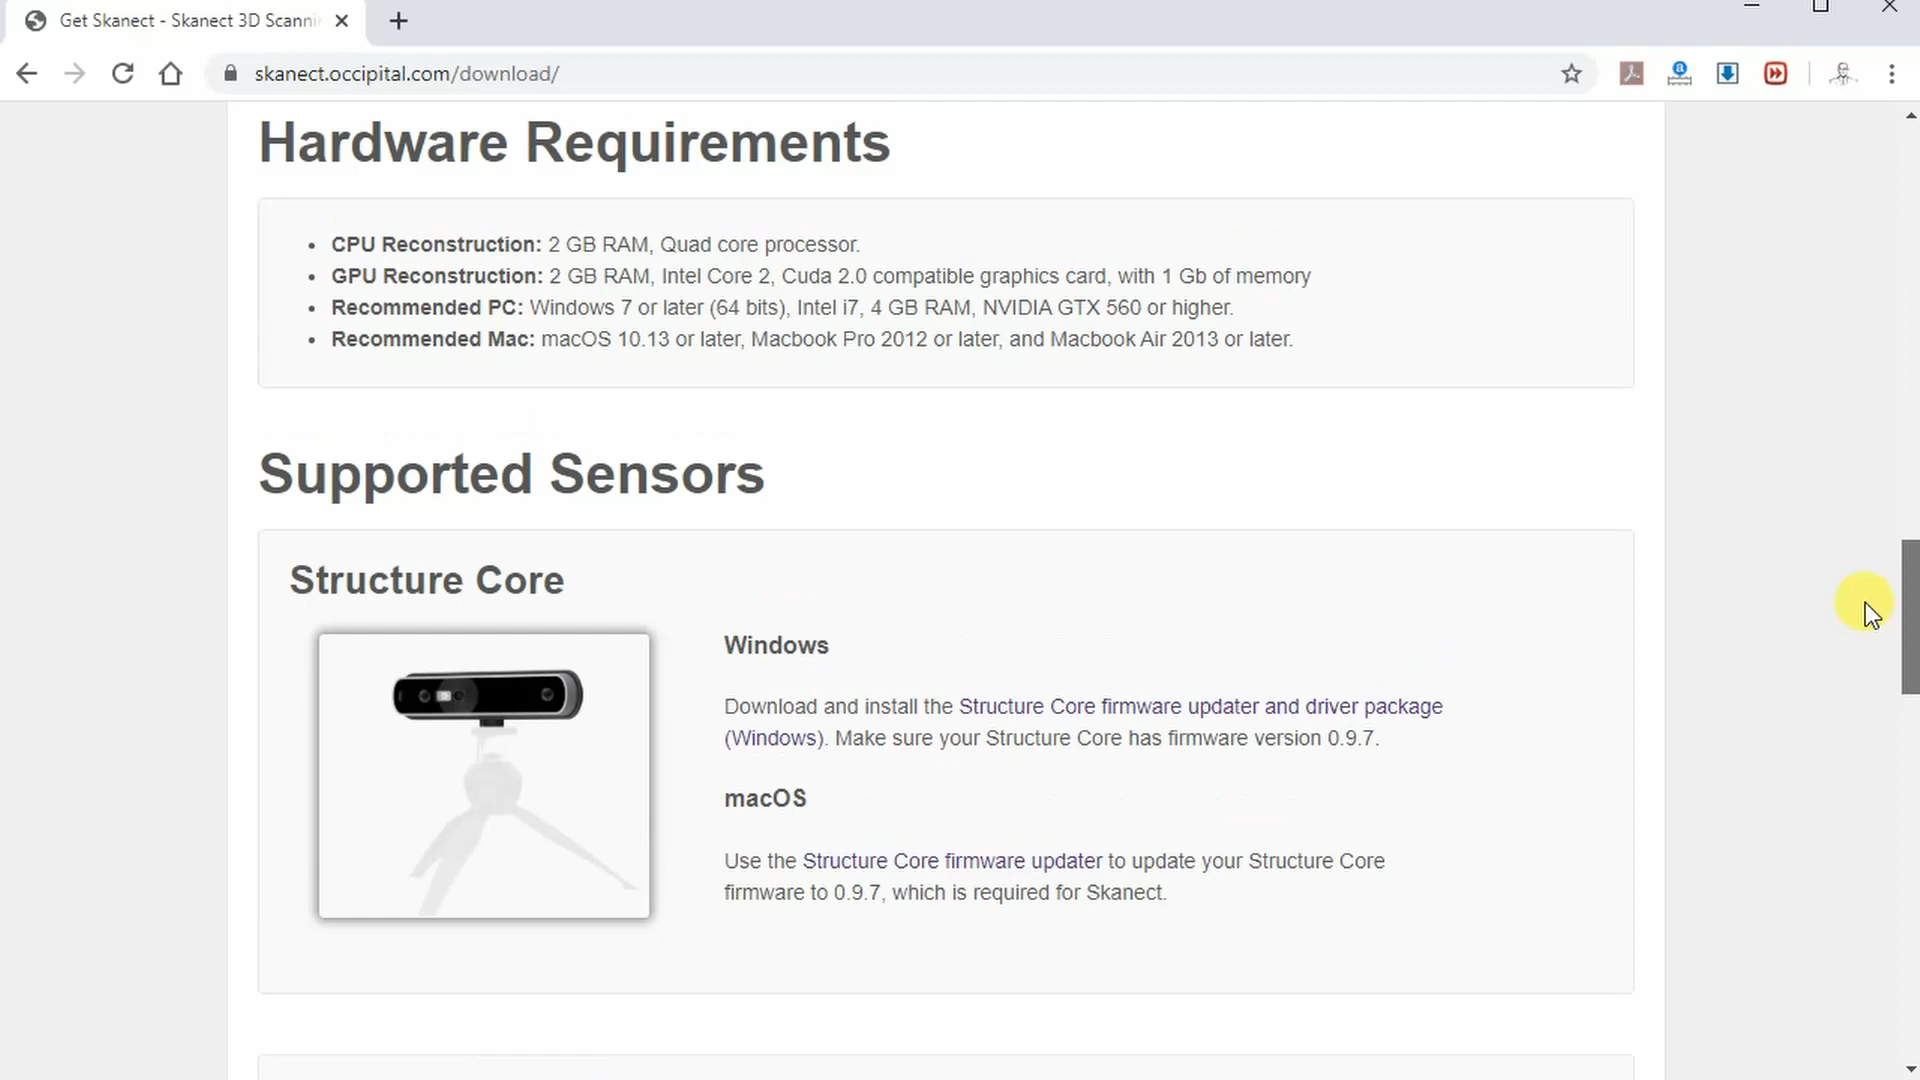 Get Skanect - Skanect 3D Scannin
skanect.occipital.com/download/
Hardware Requirements
• CPU Reconstruction: 2 GB RAM, Quad core processor.
• GPU Reconstruction: 2 GB RAM, Intel Core 2, Cuda 2.0 compatible graphics card, with 1 Gb of memory
• Recommended PC: Windows 7 or later (64 bits), Intel i7, 4 GB RAM, NVIDIA GTX 560 or higher.
• Recommended Mac: macOS 10.13 or later, Macbook Pro 2012 or later, and Macbook Air 2013 or later.
Supported Sensors
Structure Core
Windows
Download and install the Structure Core firmware updater and driver package
(Windows). Make sure your Structure Core has firmware version 0.9.7.
macOS
Use the Structure Core firmware updater to update your Structure Core
firmware to 0.9.7, which is required for Skanect.